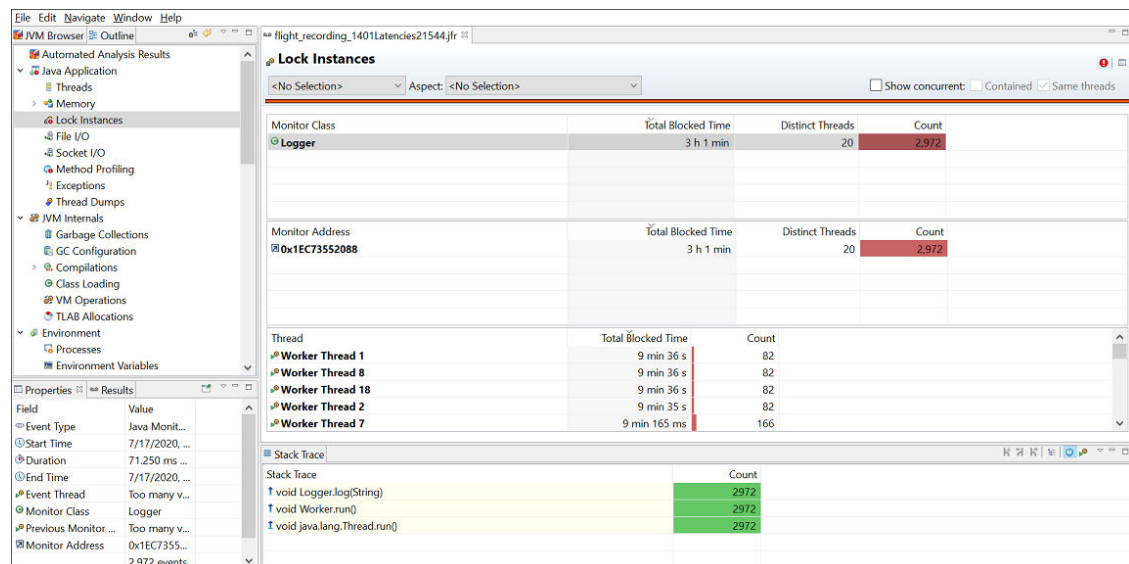 File Edit Navigate Window Help
JVM Browser Outline
Automated Analysis Results
Java Application
Threads
Memory
Lock Instances
File I/O
Socket I/O
Method Profiling
Exceptions
Thread Dumps
JVM Internals
Garbage Collections
GC Configuration
Compilations
Class Loading
VM Operations
TLAB Allocations
Environment
Processes
Environment Variables
Properties Results
Field Value
Event Type Java Monit...
Start Time 7/17/2020, ...
Duration 71.250 ms ...
End Time 7/17/2020, ...
Event Thread Too many v...
Monitor Class Logger
Previous Monitor ... Too many v...
Monitor Address 0x1EC7355...
2,972 events
flight_recording_1401Latencies21544.jfr
Lock Instances
<No Selection> Aspect: <No Selection> Show concurrent: Contained Same threads
Monitor Class Total Blocked Time Distinct Threads Count
Logger 3 h 1 min 20 2,972
Monitor Address Total Blocked Time Distinct Threads Count
0x1EC73552088 3 h 1 min 20 2,972
Thread Total Blocked Time Count
Worker Thread 1 9 min 36 s 82
Worker Thread 8 9 min 36 s 82
Worker Thread 18 9 min 36 s 82
Worker Thread 2 9 min 35 s 82
Worker Thread 7 9 min 165 ms 166
Stack Trace
Stack Trace Count
void Logger.log(String) 2972
void Worker.run() 2972
void java.lang.Thread.run() 2972